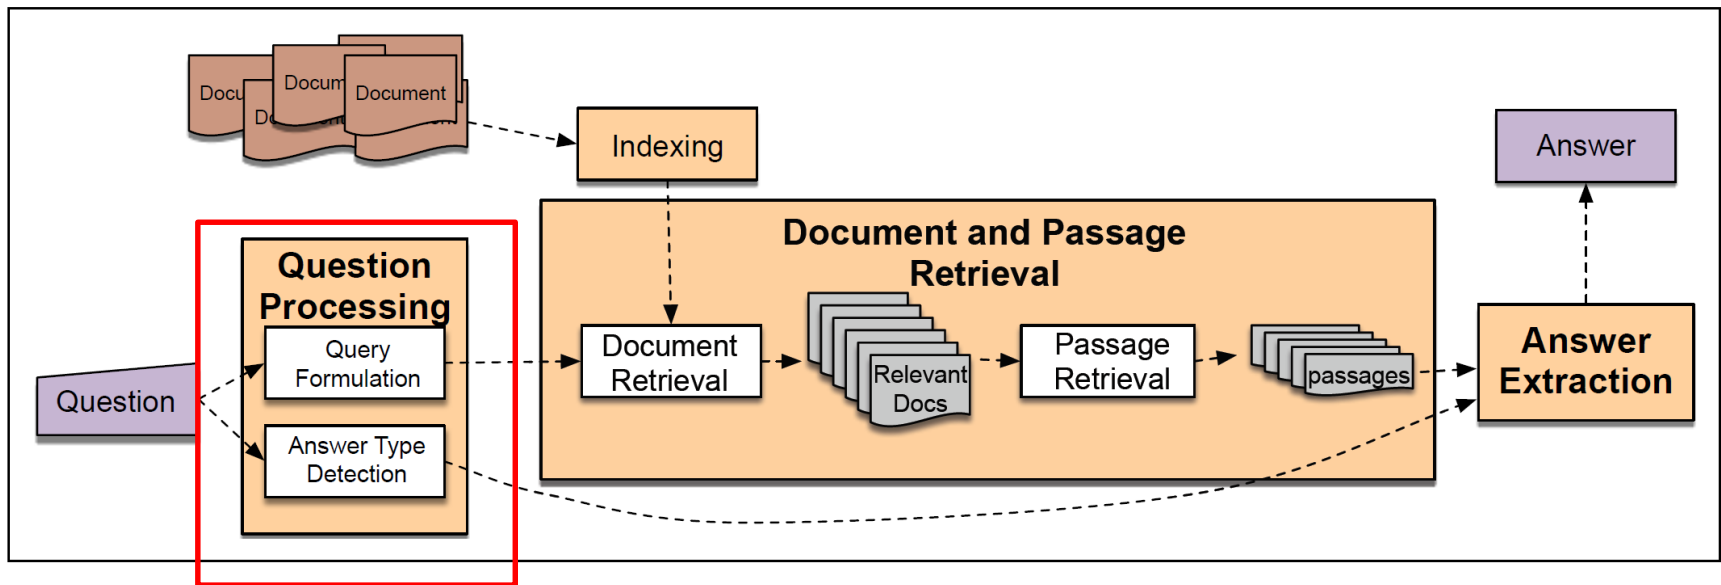 Document
Indexing
Answer
Document and Passage
Retrieval
Question
Processing
Query
Formulation
Answer Type
Detection
Question
Document
Retrieval
Relevant
Docs
Passage
Retrieval
passages
Answer
Extraction